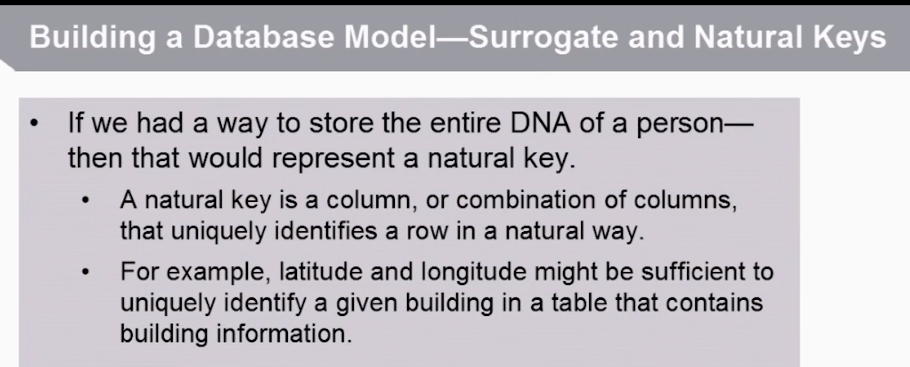 Building a Database Model—Surrogate and Natural Keys
• If we had a way to store the entire DNA of a person—
then that would represent a natural key.
• A natural key is a column, or combination of columns,
that uniquely identifies a row in a natural way.
• For example, latitude and longitude might be sufficient to
uniquely identify a given building in a table that contains
building information.